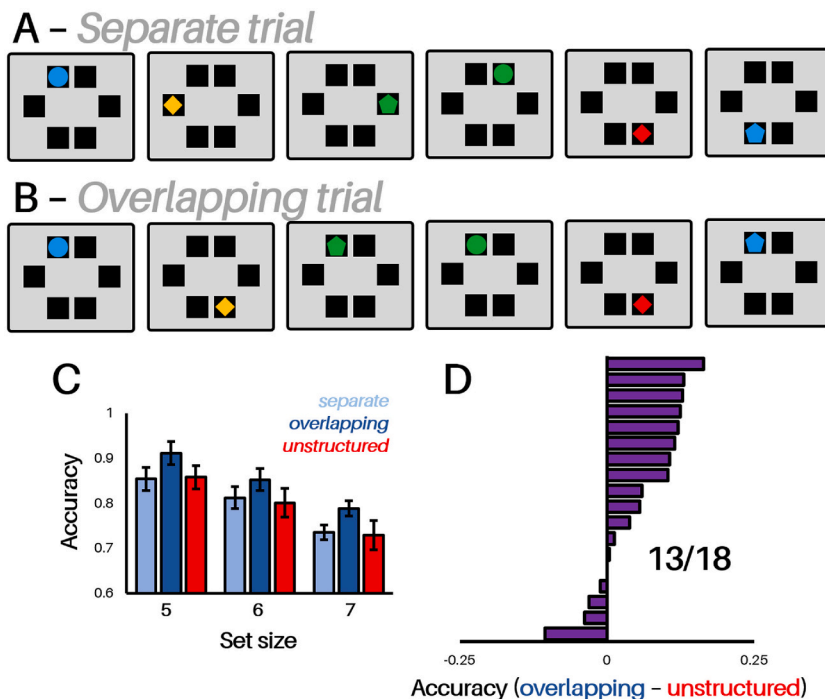 A – Separate trial
B – Overlapping trial
C
separate
overlapping
unstructured
1
0.9
0.8
0.7
0.6
Accuracy
5 6 7
Set size
D
13/18
-0.25 0 0.25
Accuracy (overlapping – unstructured)